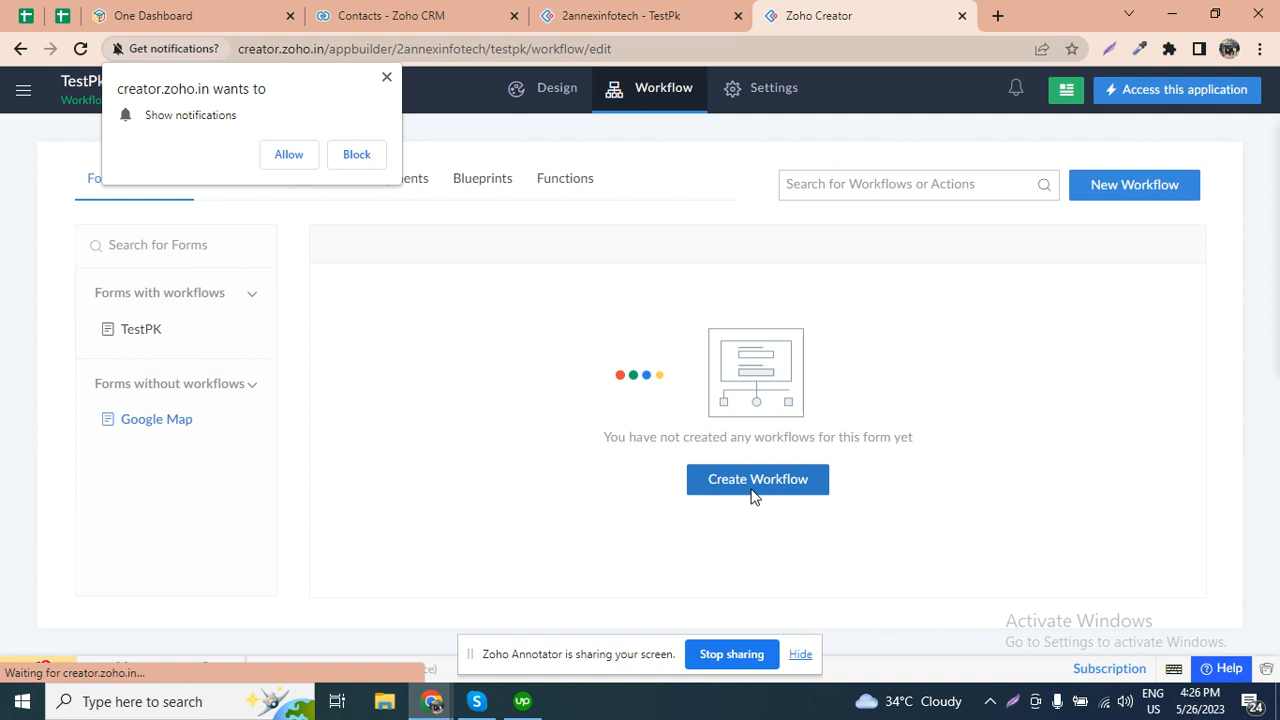 One Dashboard
Contacts - Zoho CRM
2annexinfotech - TestPk
Zoho Creator
Get notifications?
creator.zoho.in/appbuilder/2annexinfotech/testpk/workflow/edit
TestPk
Workflo
Design
Workflow
Settings
Access this application
creator.zoho.in wants to
Show notifications
Allow
Block
Fo
Blueprints
Functions
Search for Workflows or Actions
New Workflow
Search for Forms
Forms with workflows
TestPK
Forms without workflows
Google Map
You have not created any workflows for this form yet
Create Workflow
Activate Windows
Go to Settings to activate Windows.
Zoho Annotator is sharing your screen.
Stop sharing
Hide
Waiting for creator.zoho.in...
Subscription
Help
Type here to search
34°C Cloudy
ENG
US
4:26 PM
5/26/2023
24